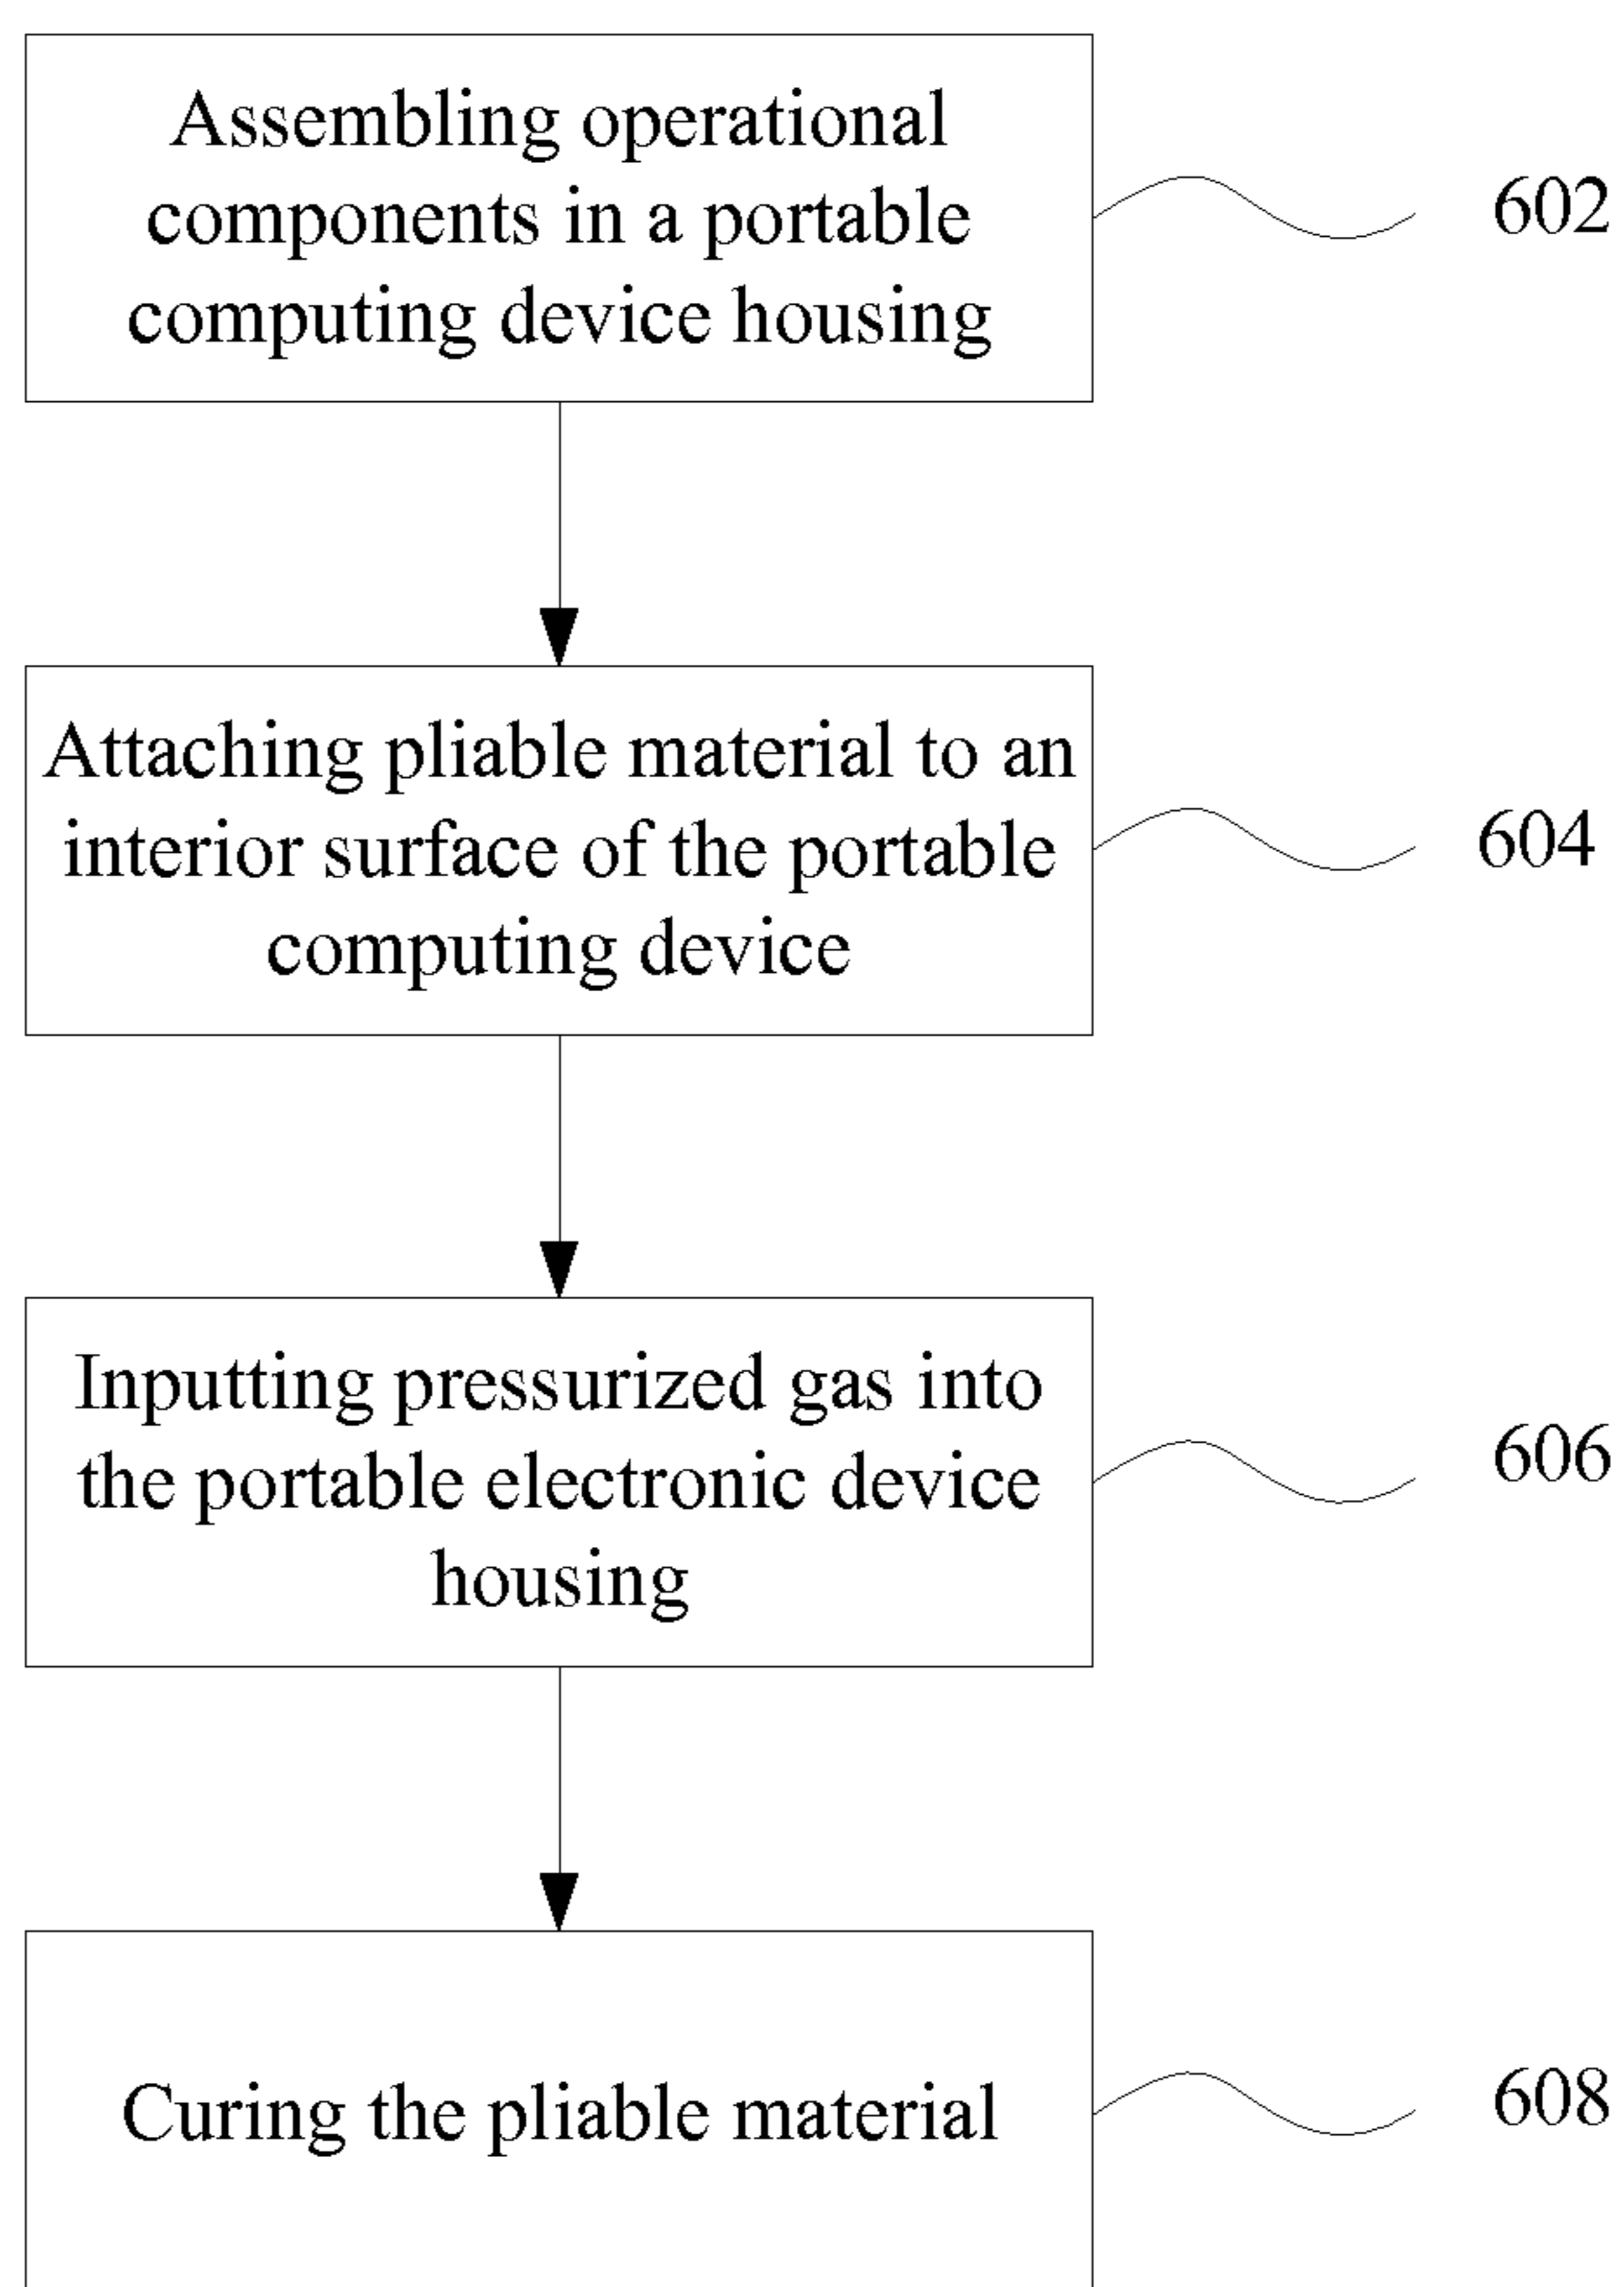 Assembling operational
components in a portable
computing device housing
602
Attaching pliable material to an
interior surface of the portable
computing device
604
Inputting pressurized gas into
the portable electronic device
housing
606
Curing the pliable material
608